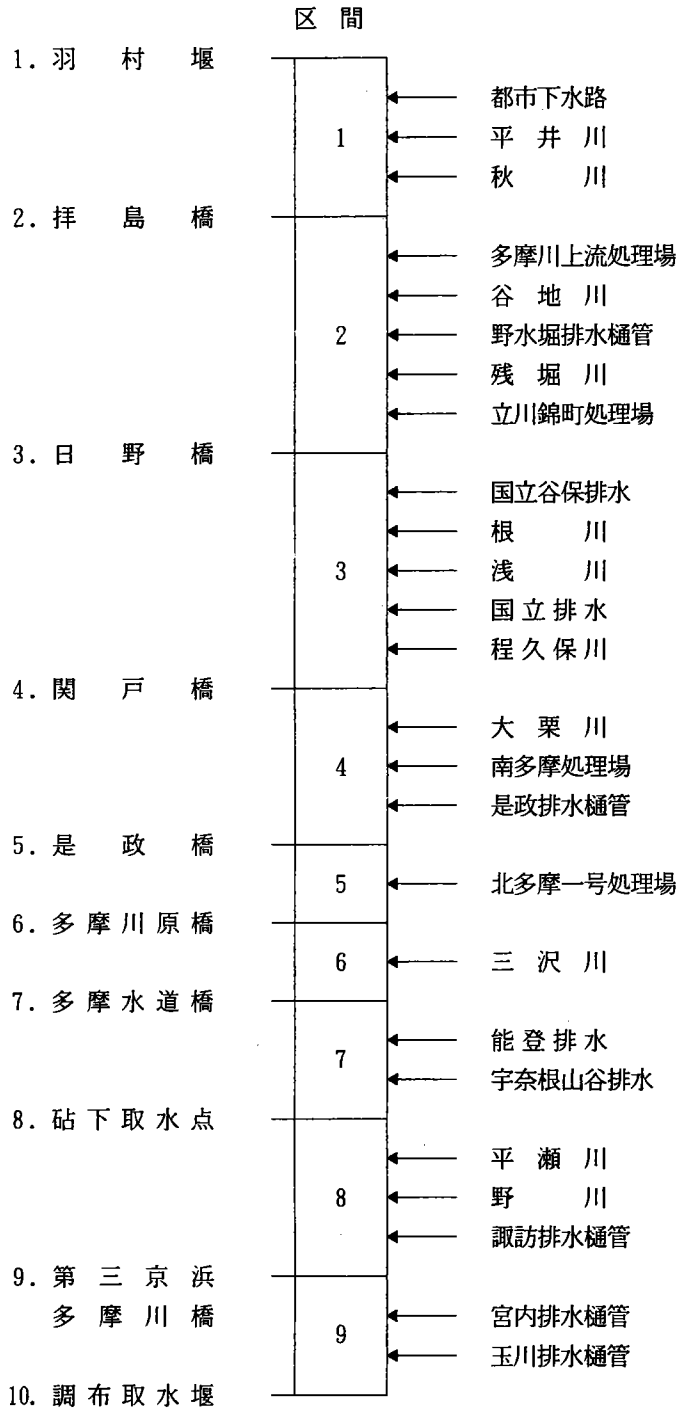 区間
1. 羽村堰
都市下水路
1
平井川
秋川
2. 拝島橋
多摩川上流処理場
谷地川
2
野水堀排水樋管
残堀川
立川錦町処理場
3. 日野橋
国立谷保排水
根川
3
浅川
国立排水
程久保川
4. 関戸橋
大栗川
4
南多摩処理場
是政排水樋管
5. 是政橋
5
北多摩一号処理場
6. 多摩川原橋
6
三沢川
7. 多摩水道橋
能登排水
7
宇奈根山谷排水
8. 砧下取水点
平瀬川
8
野川
諏訪排水樋管
9. 第三京浜
多摩川橋
宮内排水樋管
9
玉川排水樋管
10. 調布取水堰